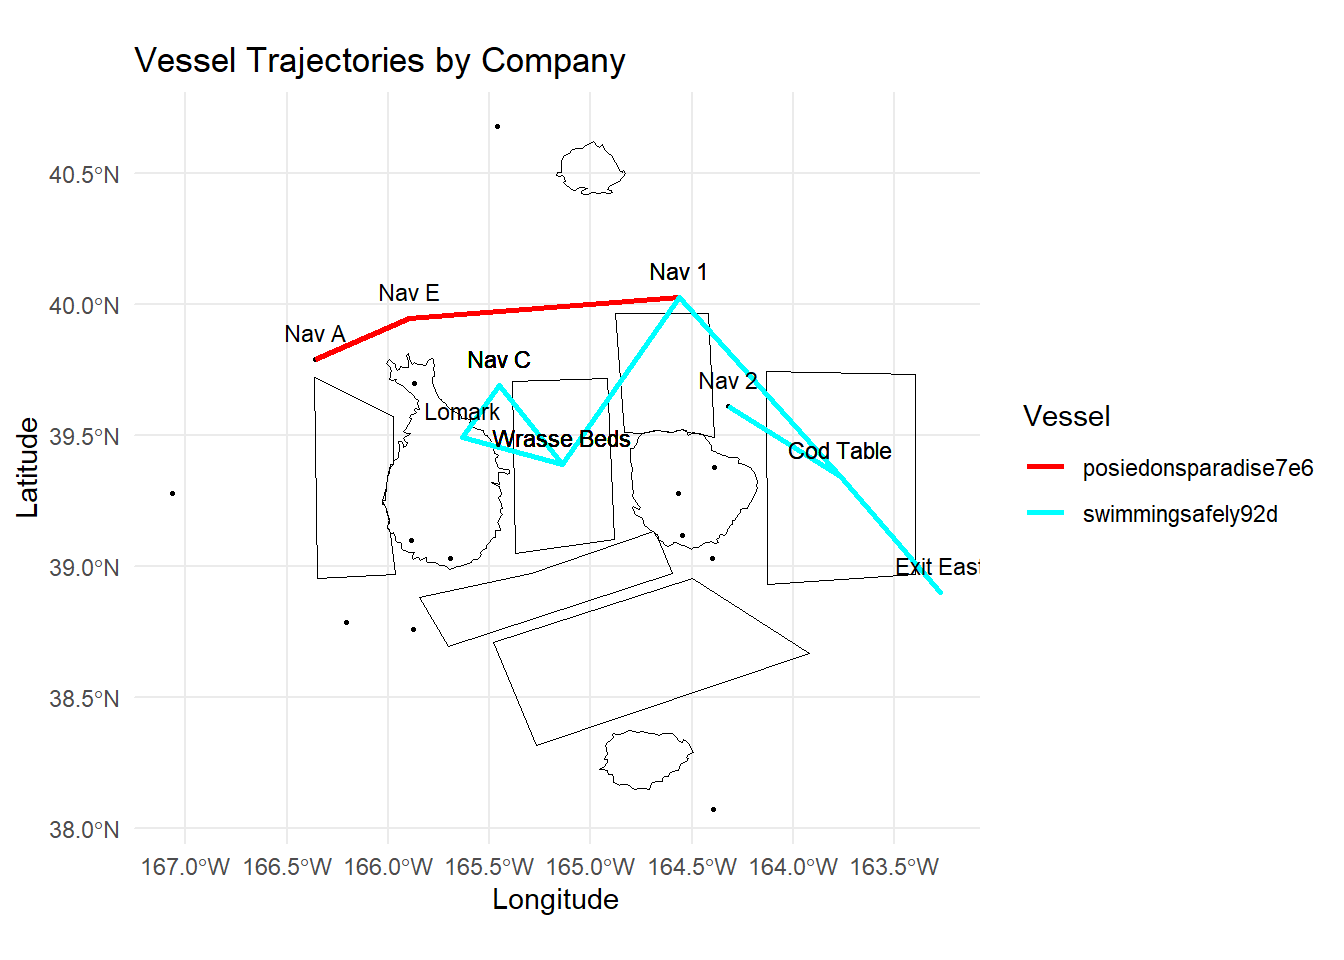 Vessel Trajectories by Company
40.5°N
40.0°N
39.5°N
39.0°N
38.5°N
38.0°N
Latitude
Nav 1
Nav E
Nav A
Nav C
Nav 2
Lomark
Wrasse Beds
Cod Table
Exit East
167.0°W 166.5°W 166.0°W 165.5°W 165.0°W 164.5°W 164.0°W 163.5°W
Longitude
Vessel
posiedonsparadise7e6
swimmingsafely92d